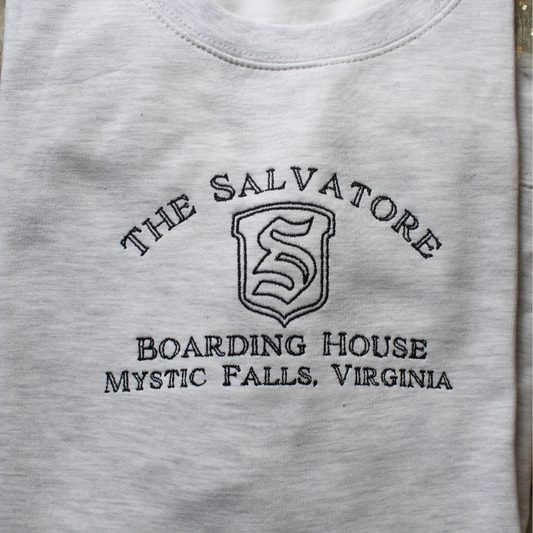 THE SALVATORE
S
BOARDING HOUSE
MYSTIC FALLS, VIRGINIA